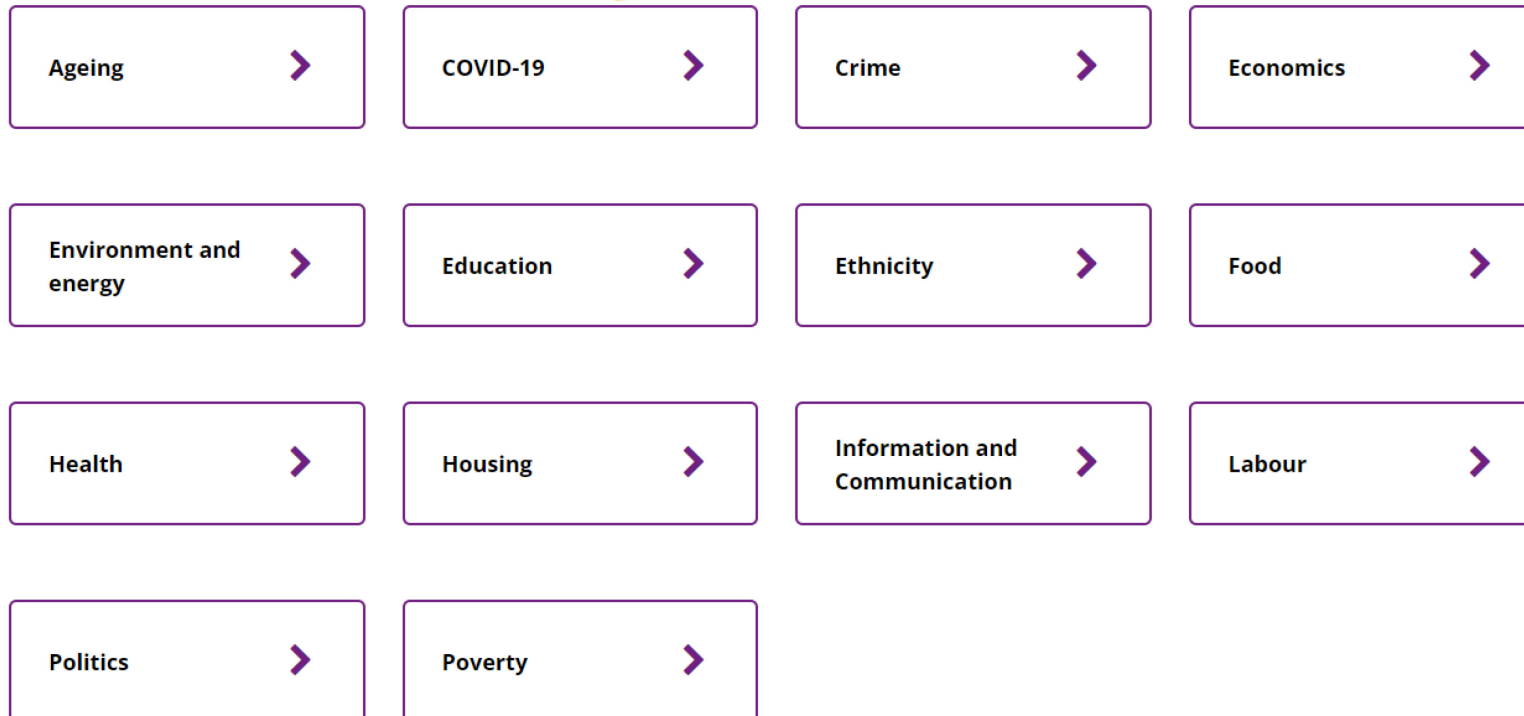 Ageing
COVID-19
Crime
Economics
Environment and
energy
Education
Ethnicity
Food
Health
Housing
Information and
Communication
Labour
Politics
Poverty